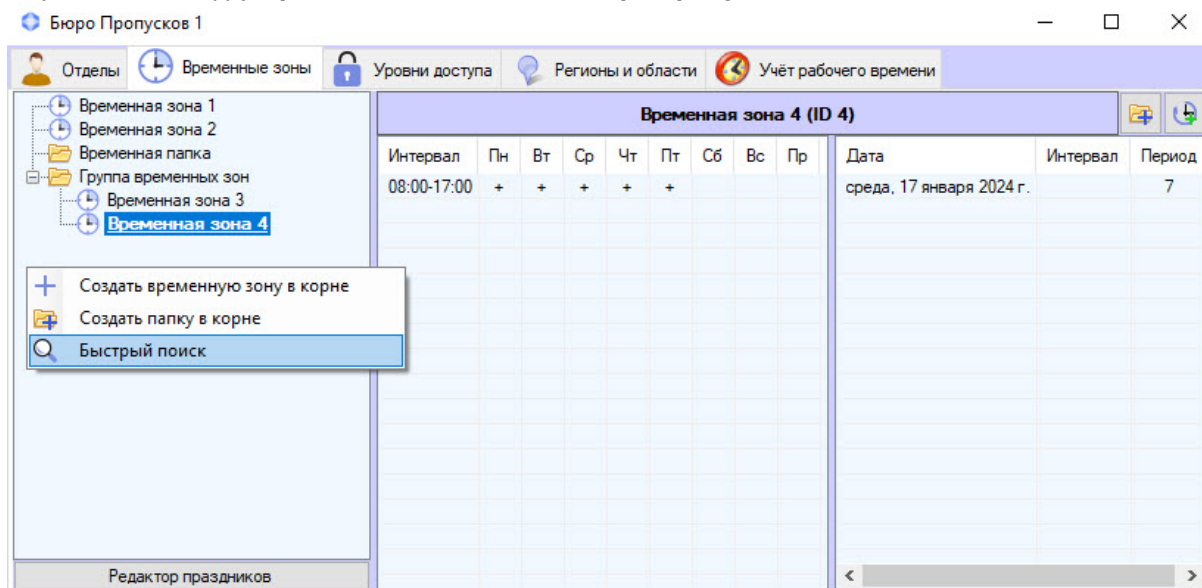 Бюро Пропусков 1
Отделы Временные зоны Уровни доступа Регионы и области Учёт рабочего времени
Временная зона 1
Временная зона 2
Временная папка
Группа временных зон
Временная зона 3
Временная зона 4
Создать временную зону в корне
Создать папку в корне
Быстрый поиск
Редактор праздников
Временная зона 4 (ID 4)
Интервал Пн Вт Ср Чт Пт Сб Вс Пр
08:00-17:00 + + + + +
Дата Интервал Период
среда, 17 января 2024 г. 7